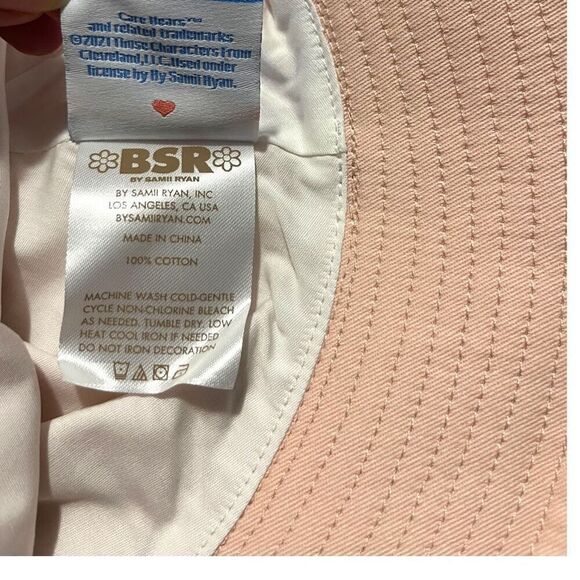 Care Bears™
and related trademarks
©2021 Those Characters From
Cleveland, LLC. Used under
license by By Samii Ryan.
BSR
BY SAMII RYAN
BY SAMII RYAN, INC
LOS ANGELES, CA USA
BYSAMIIRYAN.COM
MADE IN CHINA
100% COTTON
MACHINE WASH COLD-GENTLE
CYCLE NON-CHLORINE BLEACH
AS NEEDED. TUMBLE DRY, LOW
HEAT COOL IRON IF NEEDED
DO NOT IRON DECORATION